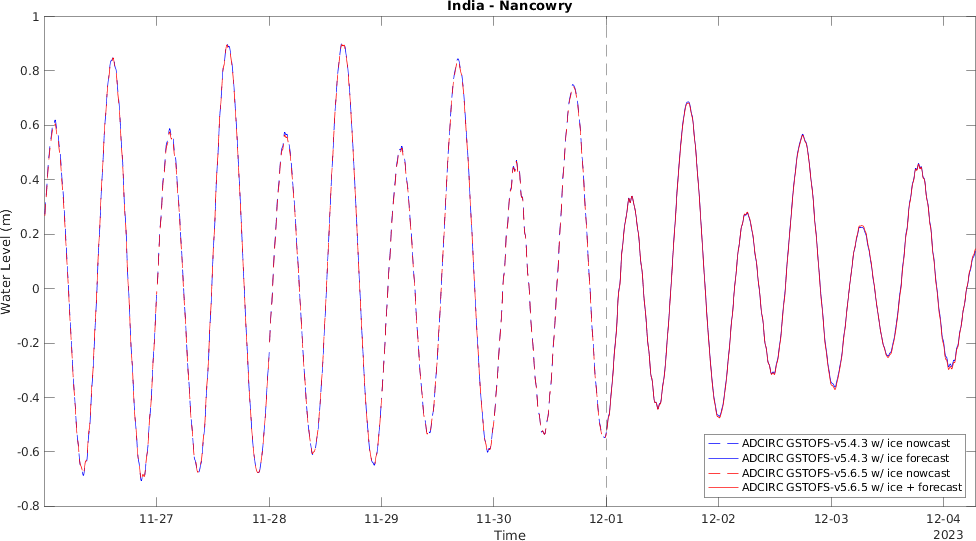 India - Nancowry
1
0.8
0.6
0.4
0.2
0
-0.2
-0.4
-0.6
-0.8
Water Level (m)
ADCIRC GSTOFS-v5.4.3 w/ ice nowcast
ADCIRC GSTOFS-v5.4.3 w/ ice forecast
ADCIRC GSTOFS-v5.6.5 w/ ice nowcast
ADCIRC GSTOFS-v5.6.5 w/ ice + forecast
11-27 11-28 11-29 11-30 12-01 12-02 12-03 12-04
Time
2023